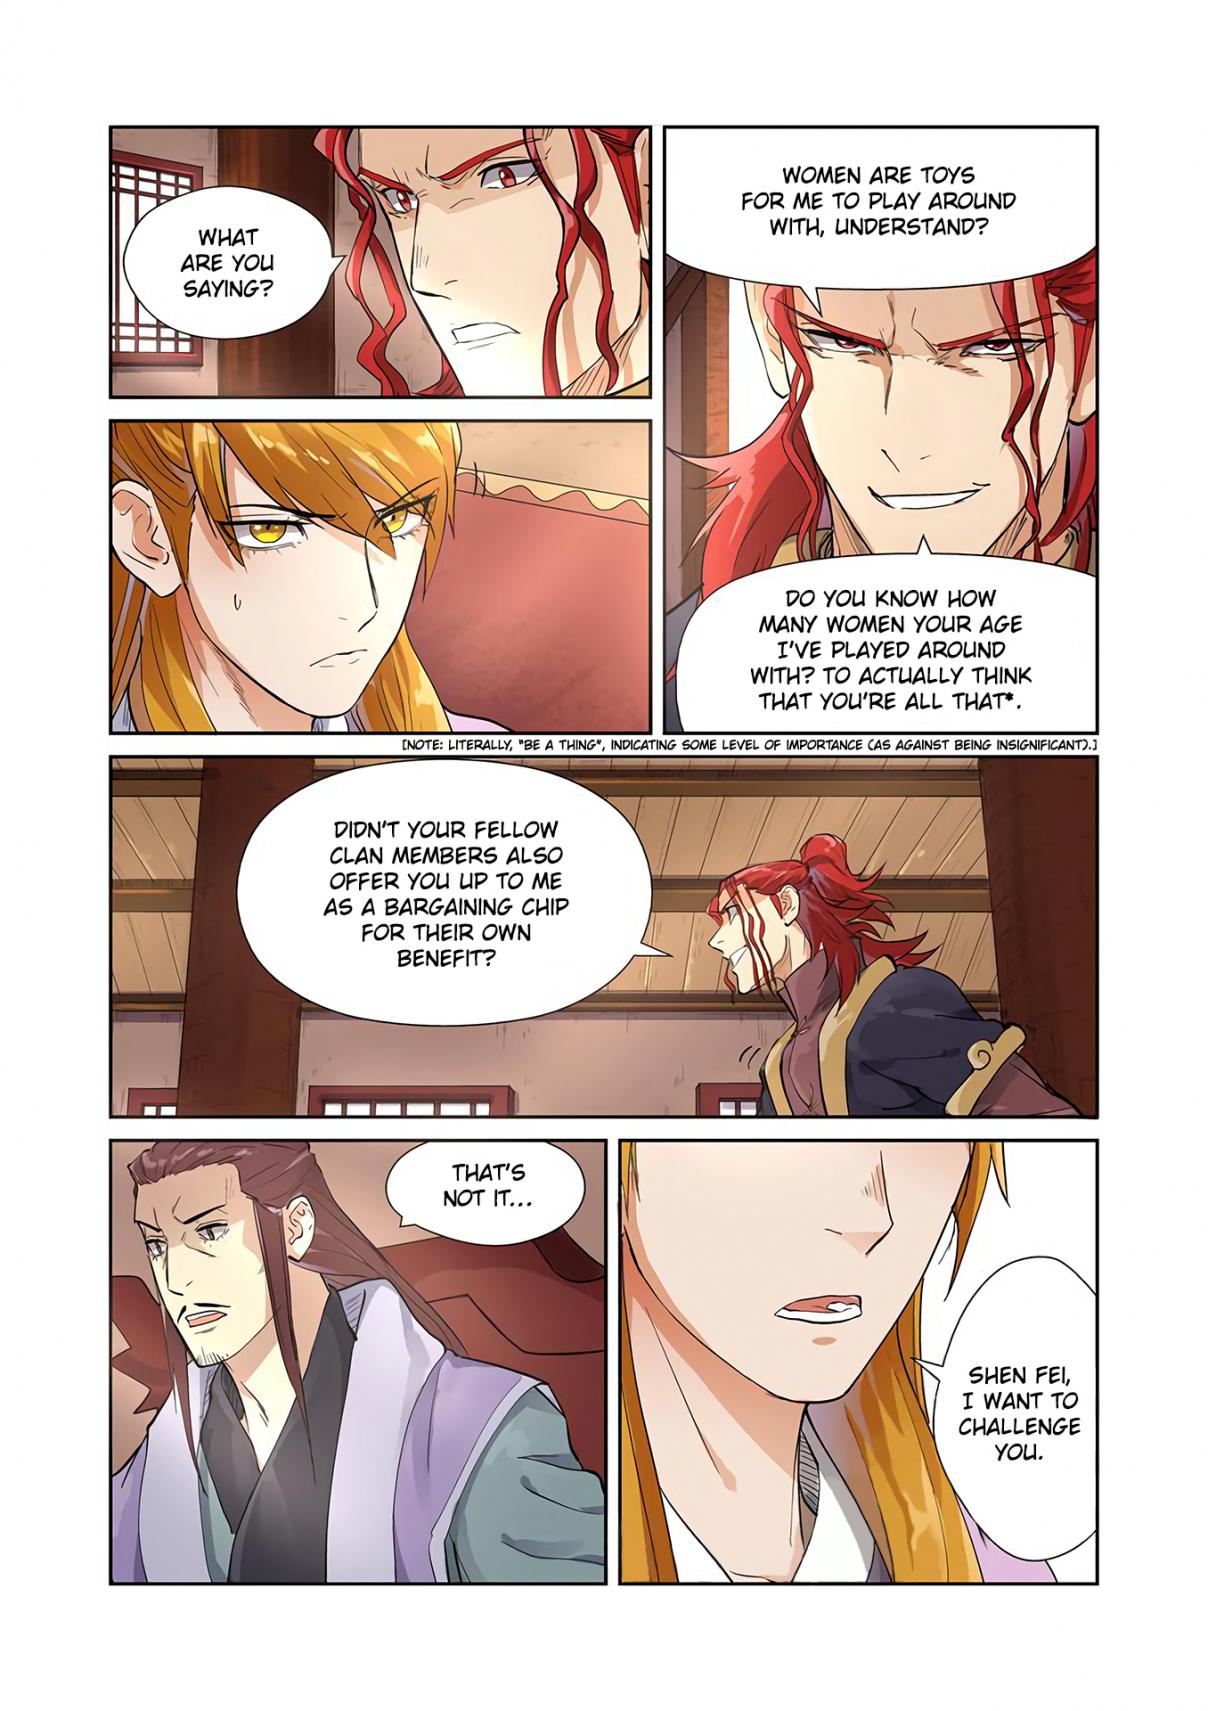 WHAT
ARE YOU
SAYING?
WOMEN ARE TOYS
FOR ME TO PLAY AROUND
WITH, UNDERSTAND?
DO YOU KNOW HOW
MANY WOMEN YOUR AGE
I'VE PLAYED AROUND
WITH? TO ACTUALLY THINK
THAT YOU'RE ALL THAT*.
[NOTE: LITERALLY, "BE A THING", INDICATING SOME LEVEL OF IMPORTANCE (AS AGAINST BEING INSIGNIFICANT).]
DIDN'T YOUR FELLOW
CLAN MEMBERS ALSO
OFFER YOU UP TO ME
AS A BARGAINING CHIP
FOR THEIR OWN
BENEFIT?
THAT'S
NOT IT...
SHEN FEI,
I WANT TO
CHALLENGE
YOU.